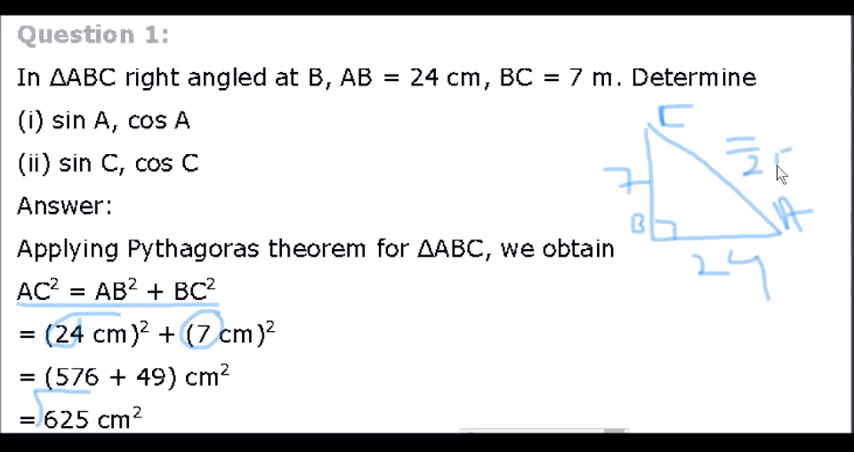 Question 1:
In ΔABC right angled at B, AB = 24 cm, BC = 7 m. Determine
(i) sin A, cos A
(ii) sin C, cos C
Answer:
Applying Pythagoras theorem for ΔABC, we obtain
AC² = AB² + BC²
= (24 cm)² + (7 cm)²
= (576 + 49) cm²
= 625 cm²
C
7
B
A
24